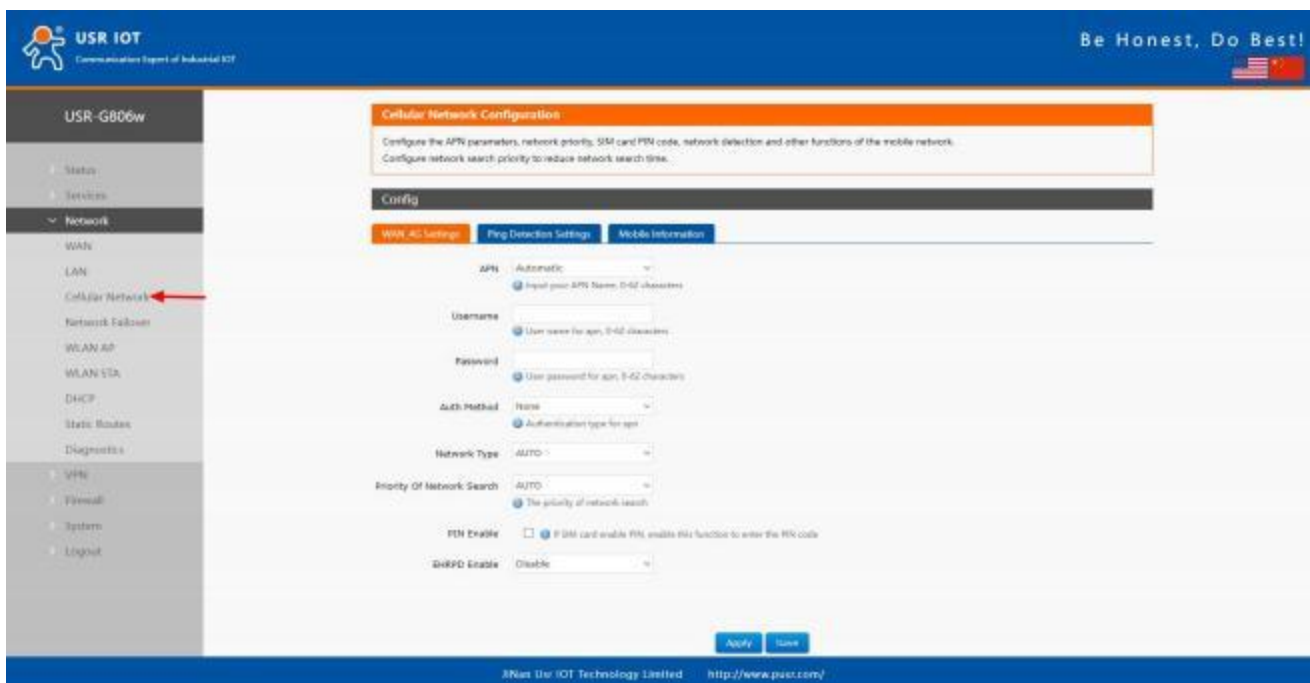 USR IOT
Communication Expert of Industrial IOT
Be Honest, Do Best!
USR-G806w
Status
Services
Network
WAN
LAN
Cellular Network
Network Failover
WLAN AP
WLAN STA
DHCP
Static Routes
Diagnostics
VPN
Firewall
System
Logout
Cellular Network Configuration
Configure the APN parameters, network priority, SIM card PIN code, network detection and other functions of the mobile network.
Configure network search priority to reduce network search time.
Config
WAN_4G Settings
Ping Detection Settings
Mobile Information
APN Automatic
Input your APN Name, 0-62 characters
Username
User name for apn, 0-62 characters
Password
User password for apn, 0-62 characters
Auth Method None
Authentication type for apn
Network Type AUTO
Priority Of Network Search AUTO
The priority of network search
PIN Enable If SIM card enable PIN, enable this function to enter the PIN code
EHRPD Enable Disable
Apply Save
JiNan Usr IOT Technology Limited http://www.pusr.com/